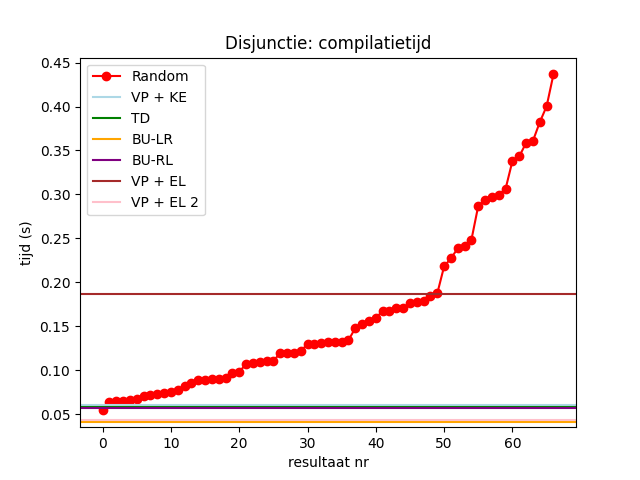 Disjunctie: compilatietijd
0.45
0.40
0.35
0.30
0.25
0.20
0.15
0.10
0.05
tijd (s)
Random
VP + KE
TD
BU-LR
BU-RL
VP + EL
VP + EL 2
0 10 20 30 40 50 60
resultaat nr